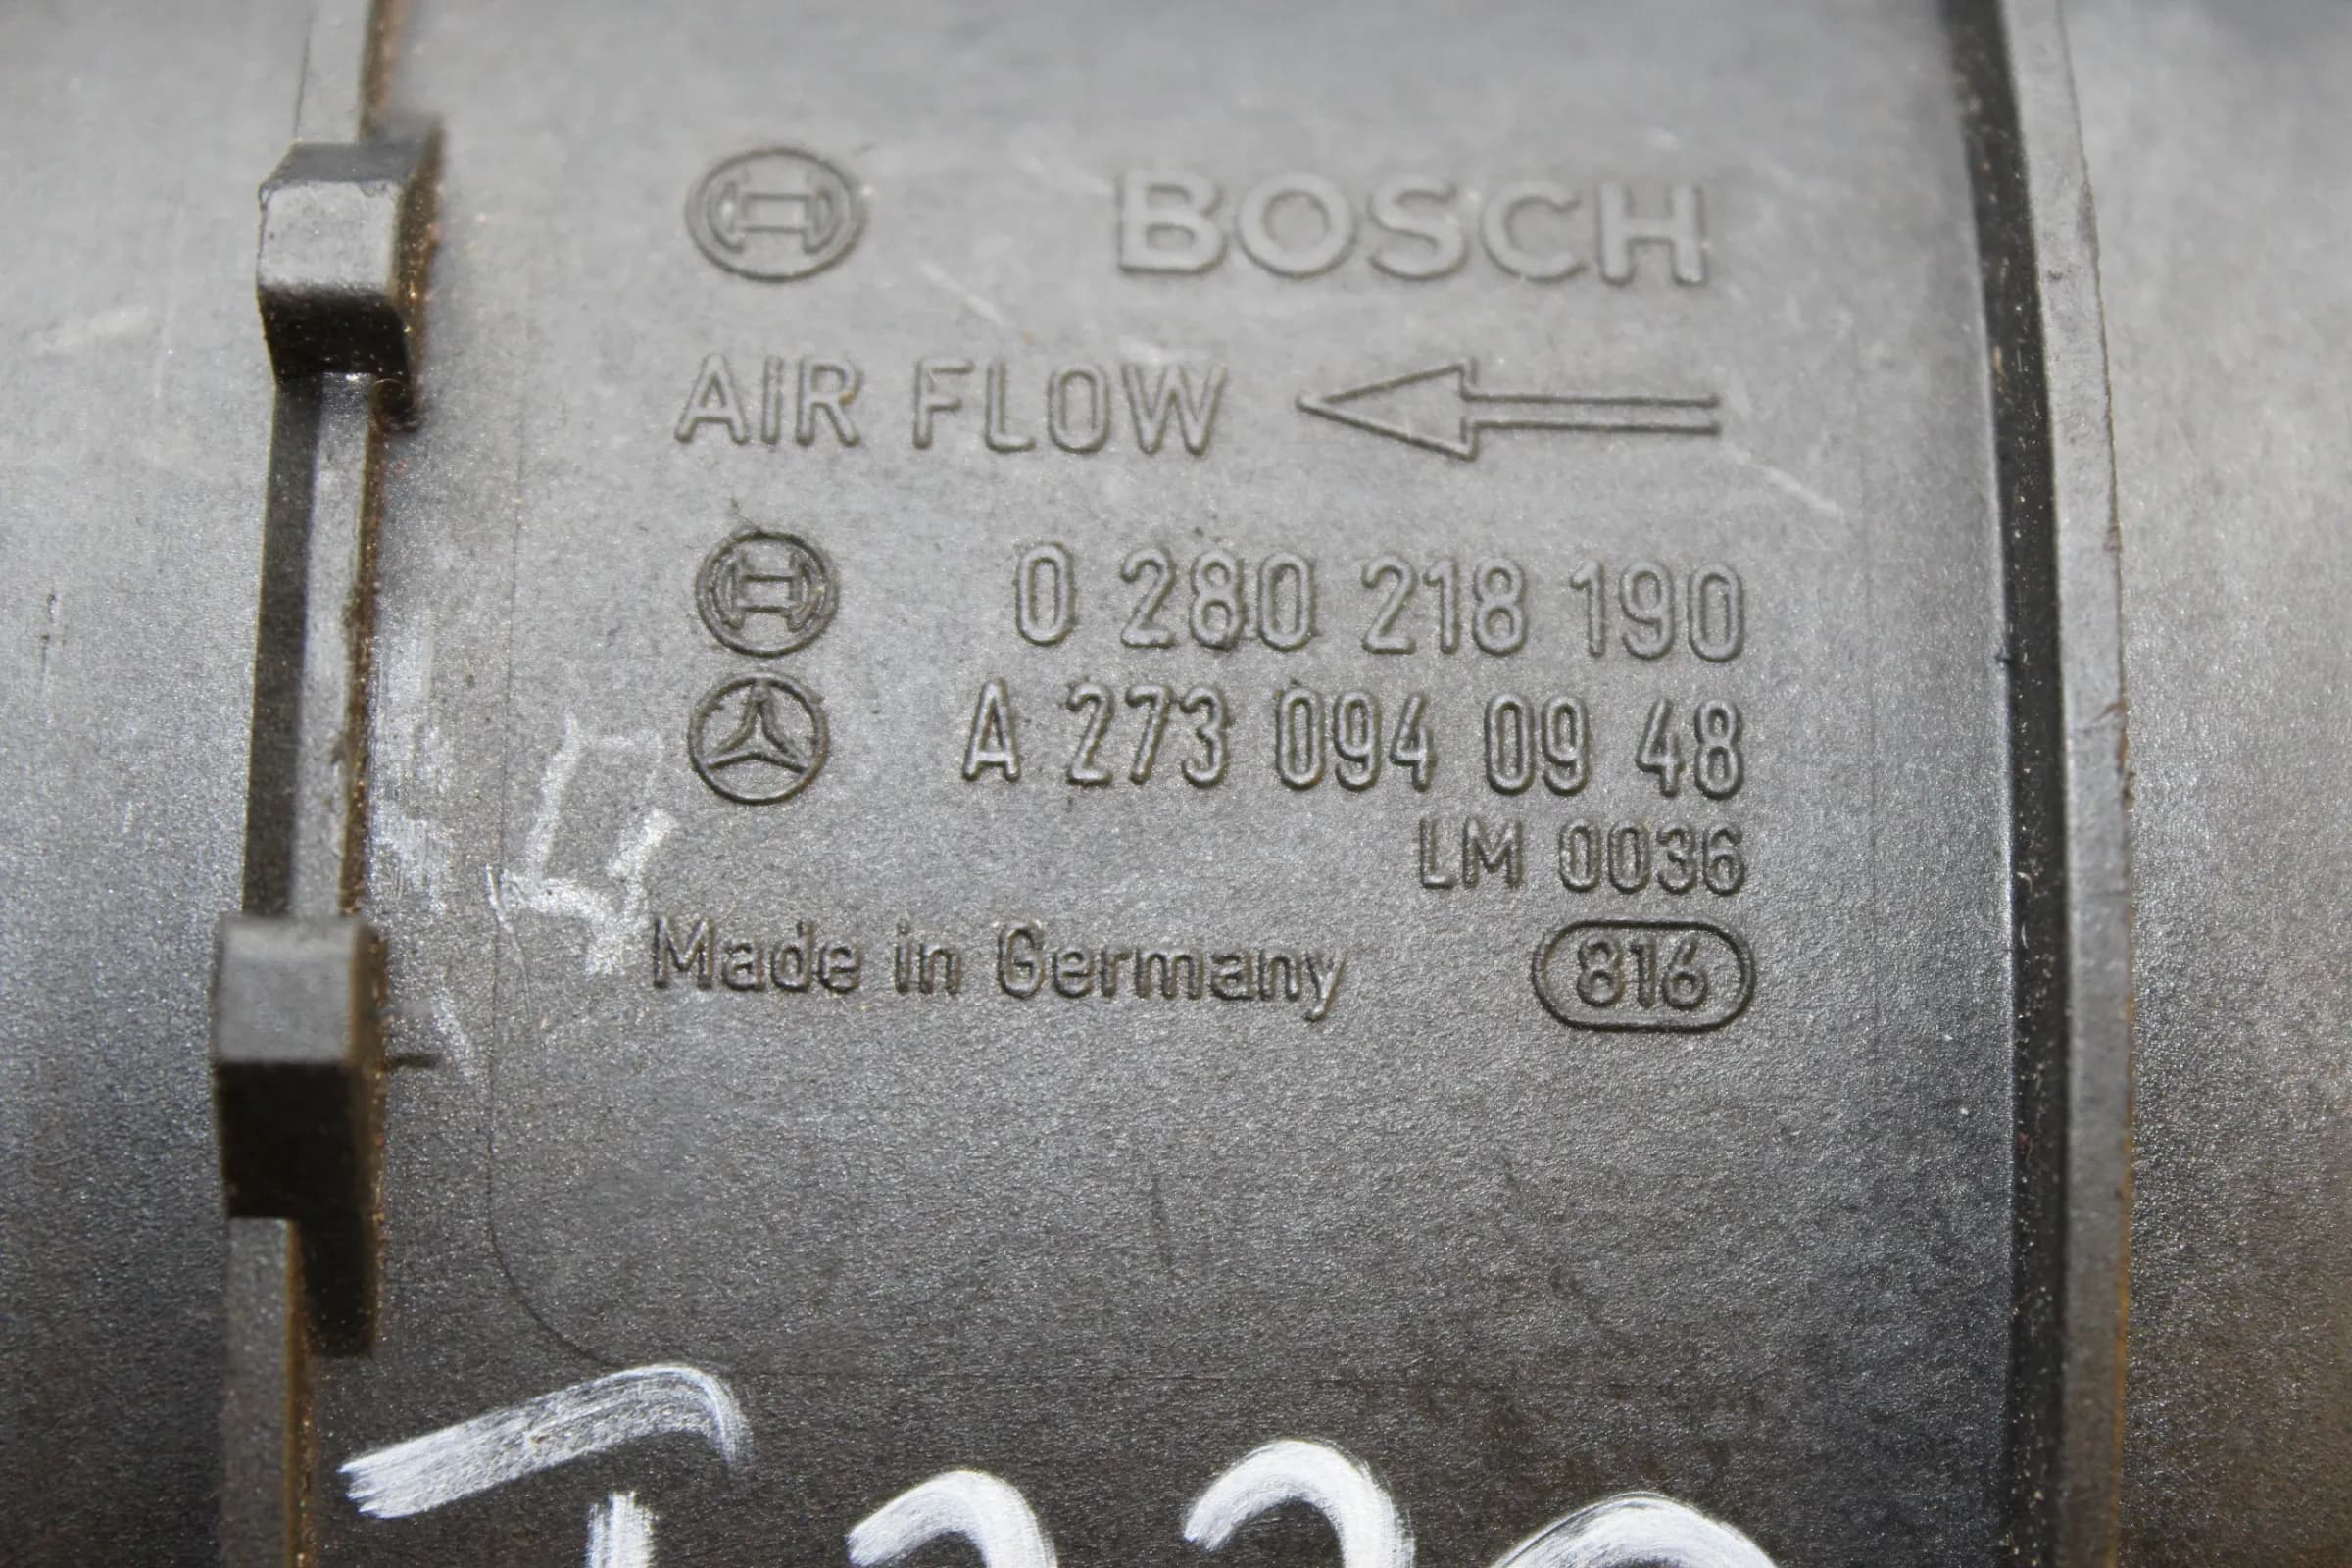 BOSCH
AIR FLOW
0 280 218 190
A 273 094 09 48
LM 0036
Made in Germany 816